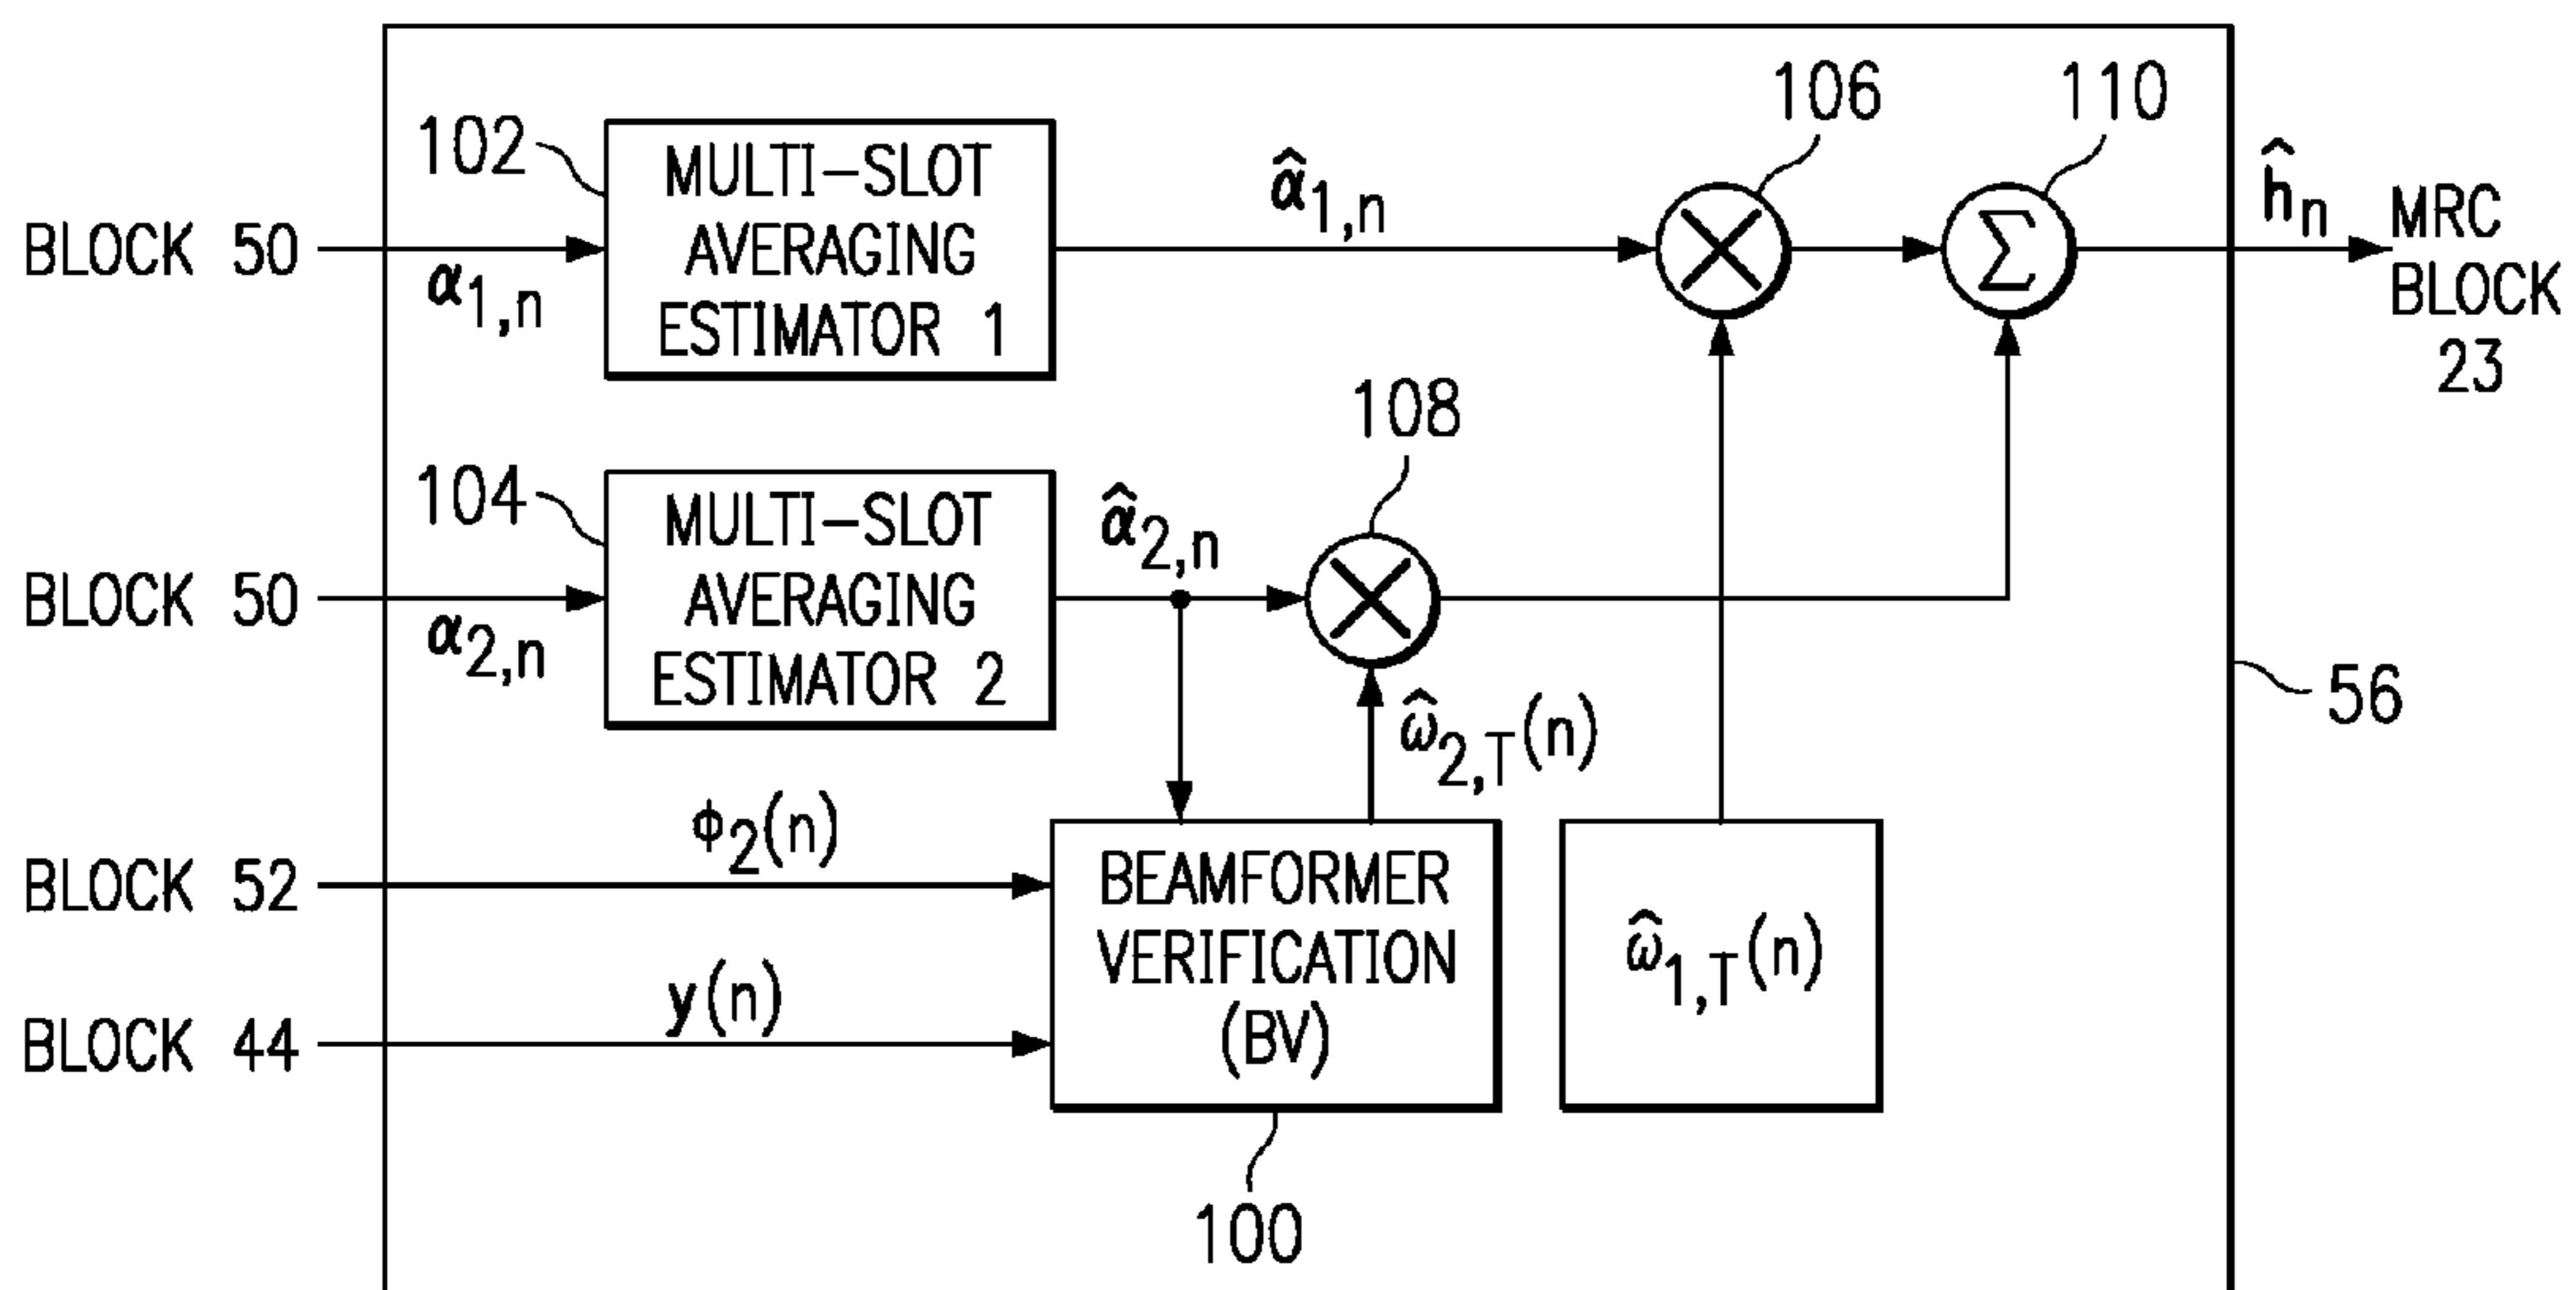 106
110
102
MULTI-SLOT
AVERAGING
ESTIMATOR 1
BLOCK 50
α1,n
α̂1,n
ĥn
MRC
BLOCK
23
108
104
MULTI-SLOT
AVERAGING
ESTIMATOR 2
BLOCK 50
α2,n
α̂2,n
ω̂2,T(n)
56
ϕ2(n)
BLOCK 52
y(n)
BLOCK 44
BEAMFORMER
VERIFICATION
(BV)
ω̂1,T(n)
Σ
100